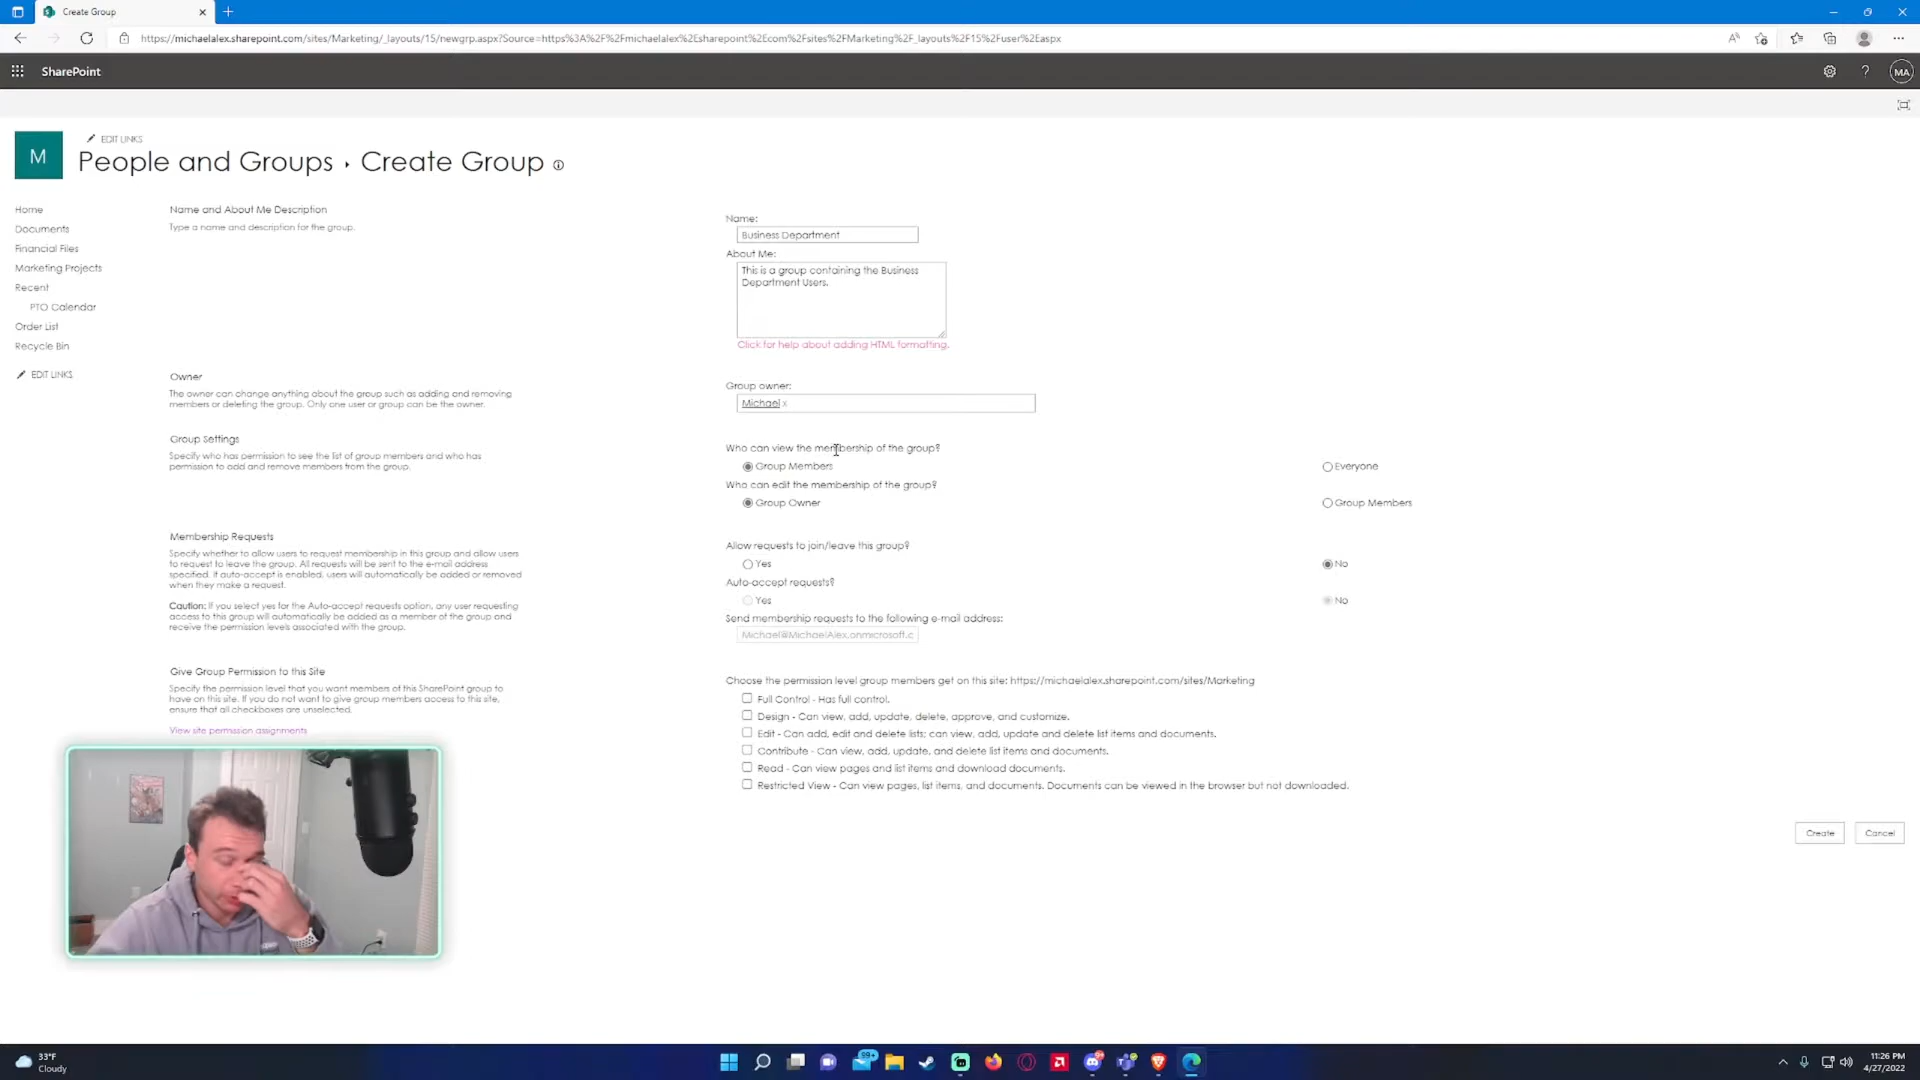 Create Group
https://michaelalex.sharepoint.com/sites/Marketing/_layouts/15/newgrp.aspx?Source=https%3A%2F%2Fmichaelalex%2Esharepoint%2Ecom%2Fsites%2FMarketing%2F_layouts%2F15%2Fuser%2Easpx
SharePoint
MA
M
EDIT LINKS
People and Groups › Create Group
Home
Documents
Financial Files
Marketing Projects
Recent
PTO Calendar
Order List
Recycle Bin
EDIT LINKS
Name and About Me Description
Type a name and description for the group.
Name:
Business Department
About Me:
This is a group containing the Business
Department Users.
Click for help about adding HTML formatting.
Owner
The owner can change anything about the group such as adding and removing
members or deleting the group. Only one user or group can be the owner.
Group owner:
Michael x
Group Settings
Specify who has permission to see the list of group members and who has
permission to add and remove members from the group.
Who can view the membership of the group?
Group Members
Everyone
Who can edit the membership of the group?
Group Owner
Group Members
Membership Requests
Specify whether to allow users to request membership in this group and allow users
to request to leave the group. All requests will be sent to the e-mail address
specified. If auto-accept is enabled, users will automatically be added or removed
when they make a request.
Caution: If you select yes for the Auto-accept requests option, any user requesting
access to this group will automatically be added as a member of the group and
receive the permission levels associated with the group.
Allow requests to join/leave this group?
Yes
No
Auto-accept requests?
Yes
No
Send membership requests to the following e-mail address:
Michael@MichaelAlex.onmicrosoft.c
Give Group Permission to this Site
Specify the permission level that you want members of this SharePoint group to
have on this site. If you do not want to give group members access to this site,
ensure that all checkboxes are unselected.
View site permission assignments
Choose the permission level group members get on this site: https://michaelalex.sharepoint.com/sites/Marketing
Full Control - Has full control.
Design - Can view, add, update, delete, approve, and customize.
Edit - Can add, edit and delete lists; can view, add, update and delete list items and documents.
Contribute - Can view, add, update, and delete list items and documents.
Read - Can view pages and list items and download documents.
Restricted View - Can view pages, list items, and documents. Documents can be viewed in the browser but not downloaded.
Create
Cancel
33°F
Cloudy
99+
11:26 PM
4/27/2022